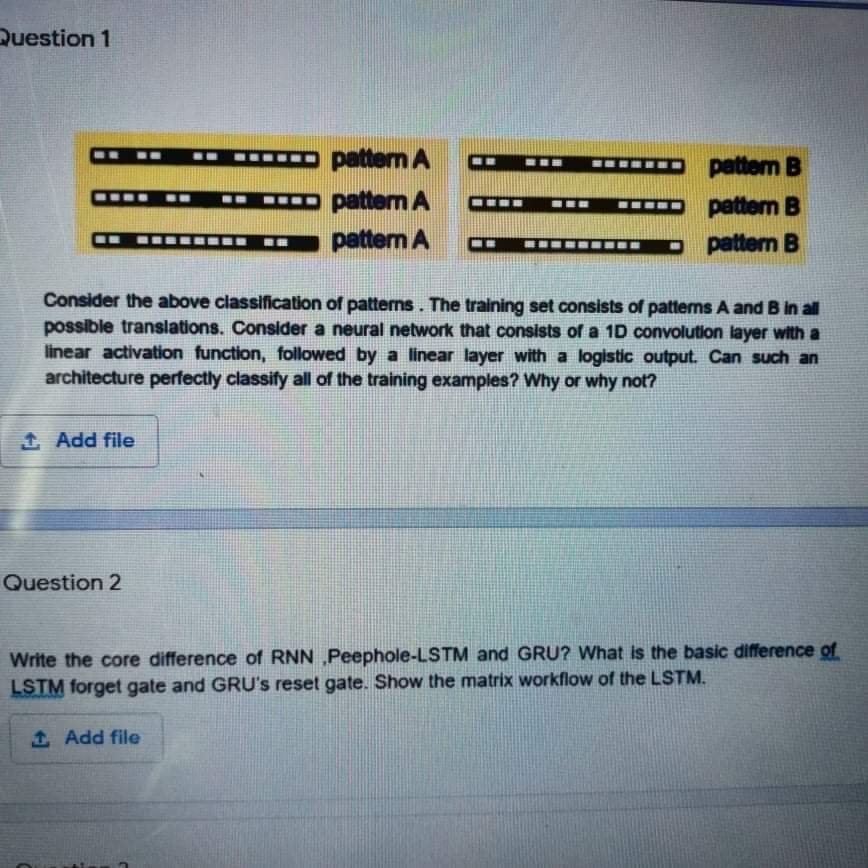 Question 1
pattern A
pattern B
pattern A
pattern B
pattern A
pattern B
Consider the above classification of patterns . The training set consists of patterns A and B in all
possible translations. Consider a neural network that consists of a 1D convolution layer with a
linear activation function, followed by a linear layer with a logistic output. Can such an
architecture perfectly classify all of the training examples? Why or why not?
Add file
Question 2
Write the core difference of RNN ,Peephole-LSTM and GRU? What is the basic difference of
LSTM forget gate and GRU's reset gate. Show the matrix workflow of the LSTM.
Add file